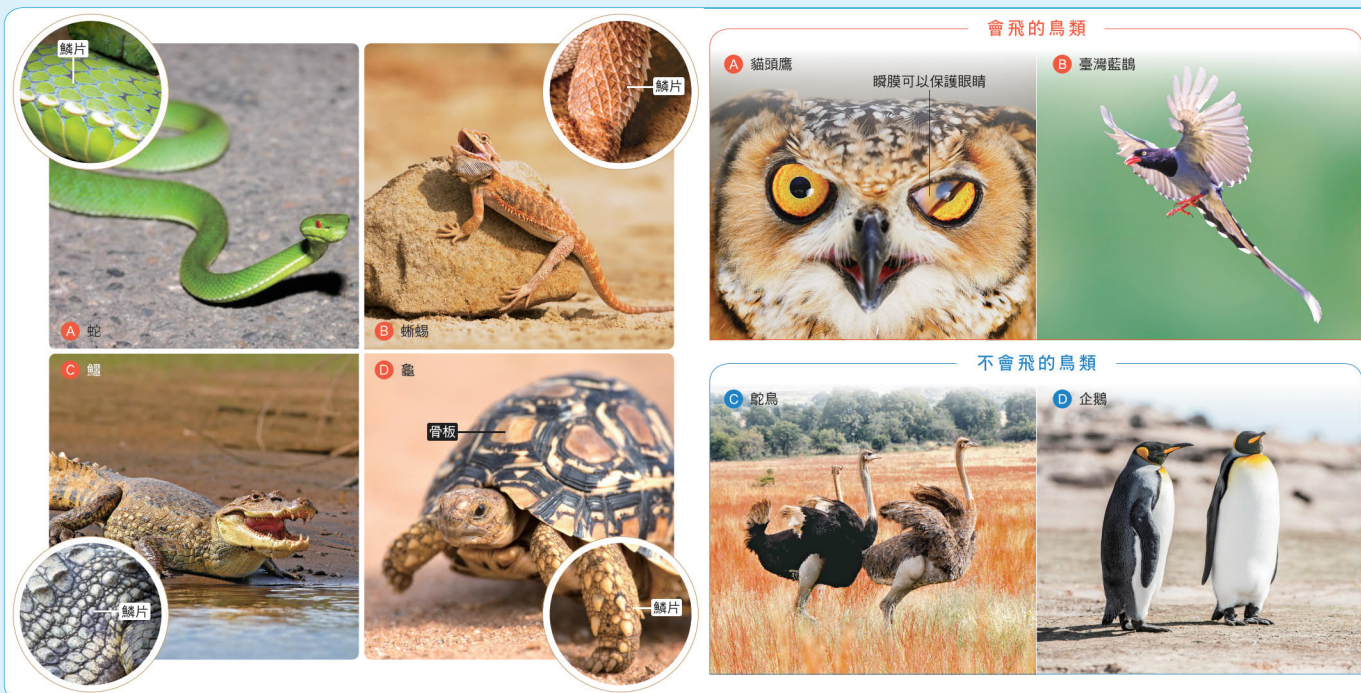 鱗片
鱗片
A 蛇
B 蜥蜴
C 鱷
D 龜
骨板
鱗片
鱗片
會飛的鳥類
A 貓頭鷹
瞬膜可以保護眼睛
B 臺灣藍鵲
不會飛的鳥類
C 鴕鳥
D 企鵝